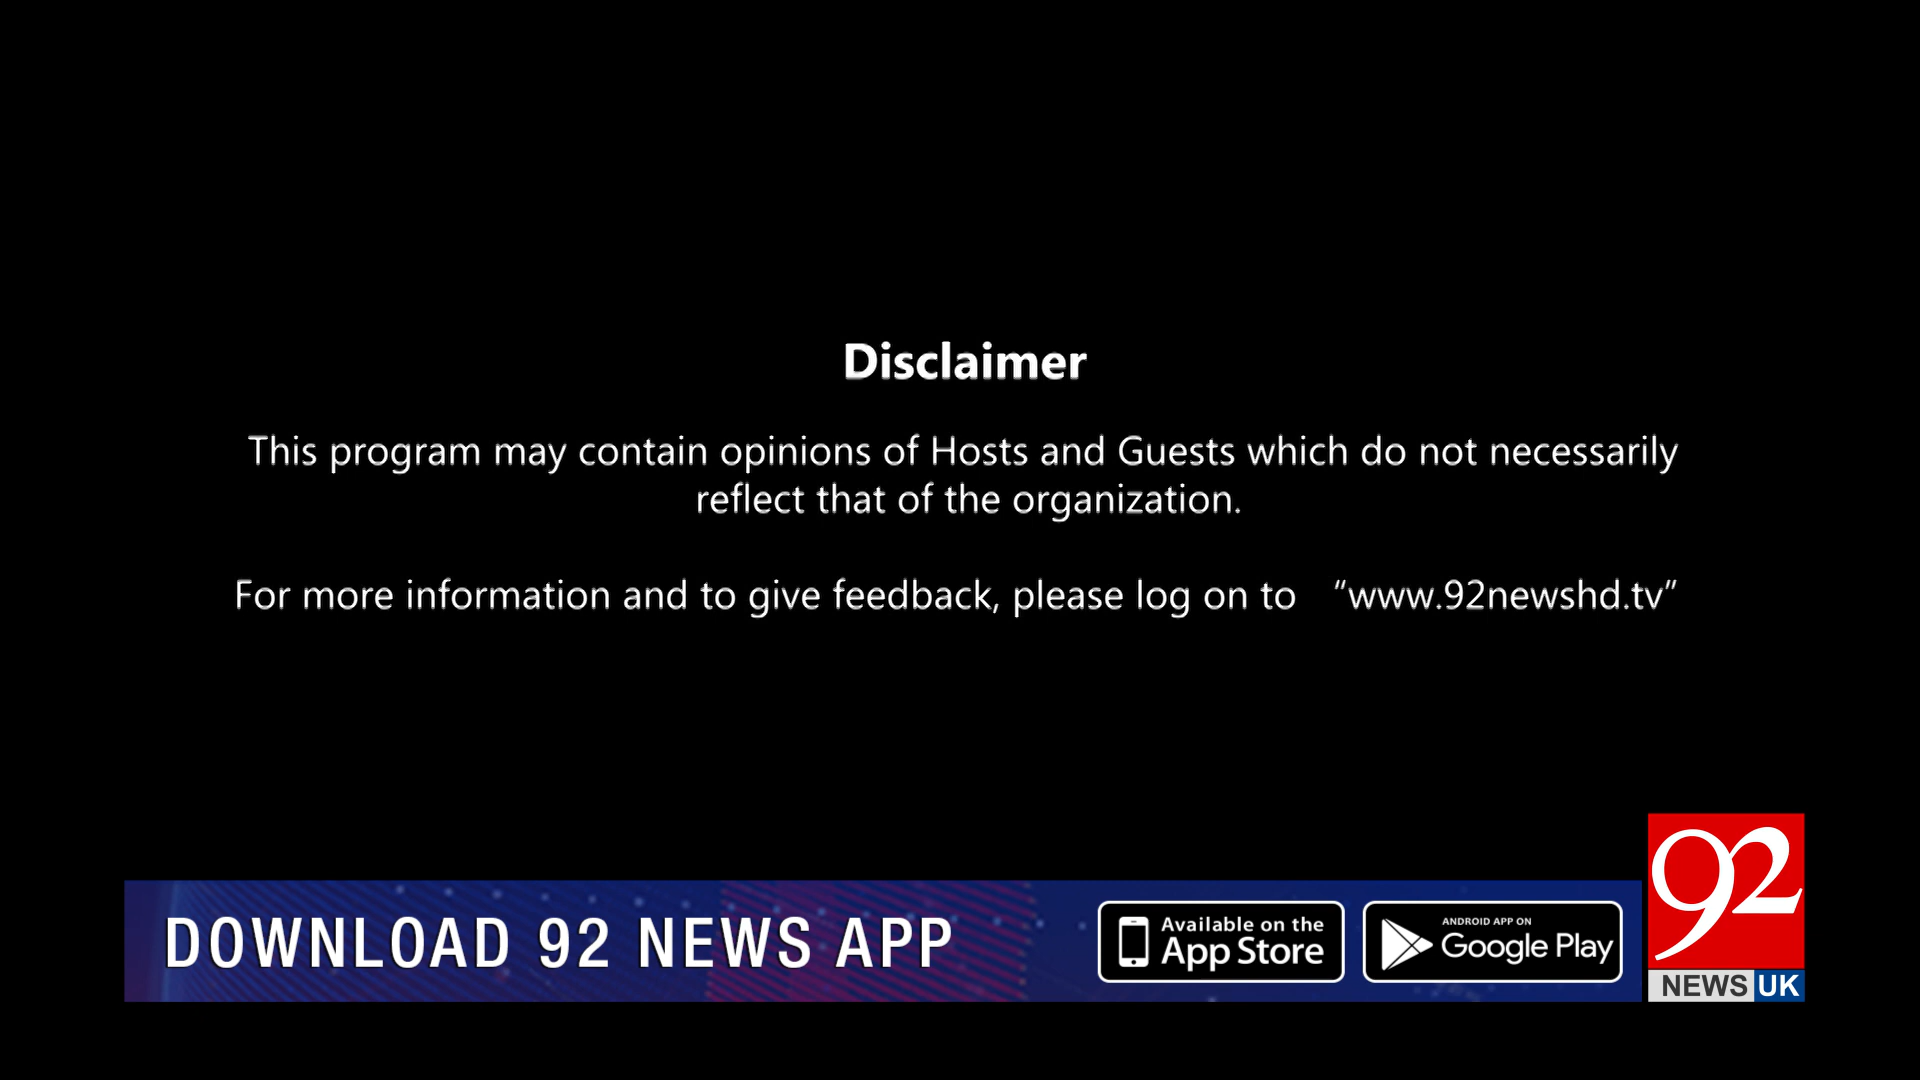 Disclaimer
This program may contain opinions of Hosts and Guests which do not necessarily
reflect that of the organization.
For more information and to give feedback, please log on to “www.92newshd.tv”
DOWNLOAD 92 NEWS APP
Available on the
App Store
ANDROID APP ON
Google Play
92
NEWS UK